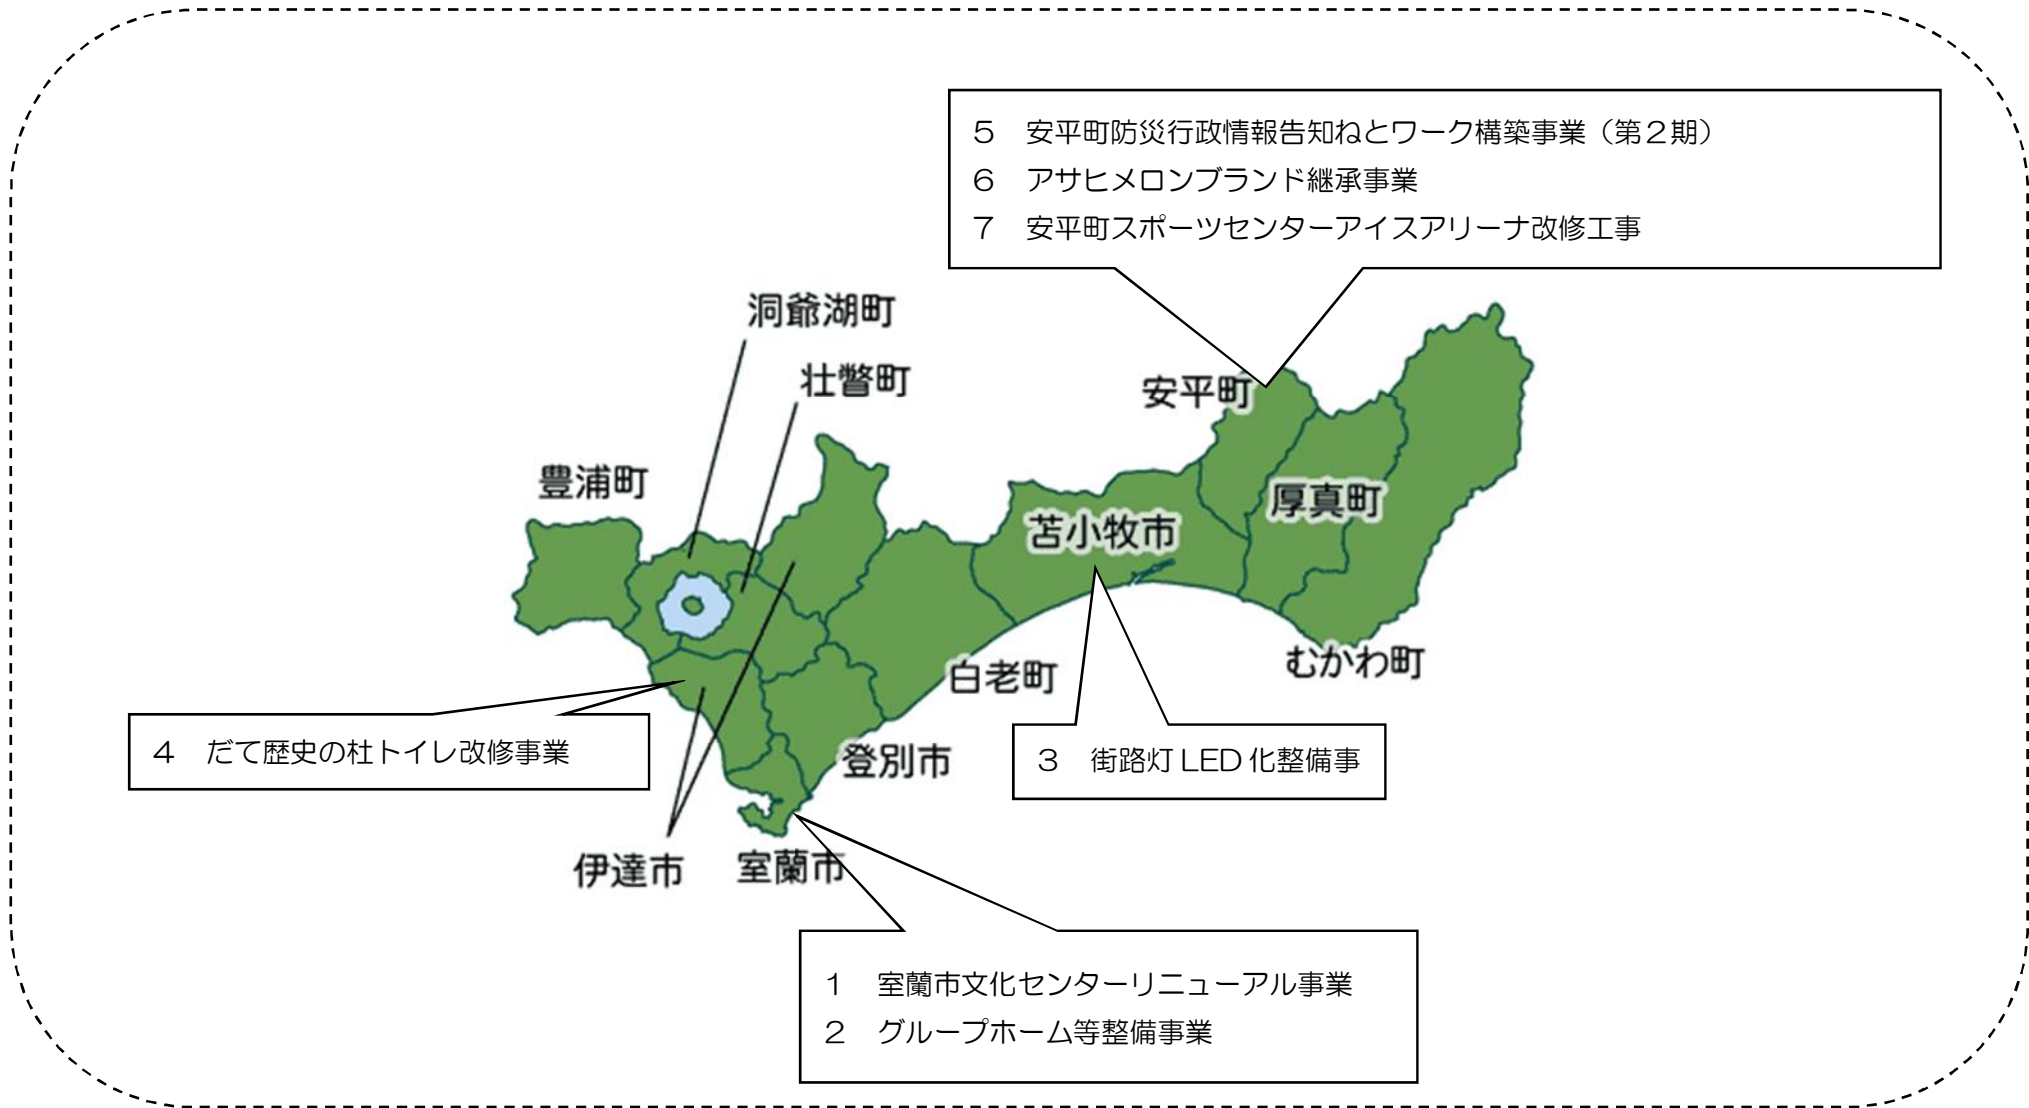 5 安平町防災行政情報告知ねとワーク構築事業（第２期）
6 アサヒメロンブランド継承事業
7 安平町スポーツセンターアイスアリーナ改修工事
洞爺湖町
壮瞥町
安平町
豊浦町
厚真町
苫小牧市
むかわ町
白老町
4 だて歴史の杜トイレ改修事業
登別市
3 街路灯 LED 化整備事
伊達市
室蘭市
1 室蘭市文化センターリニューアル事業
2 グループホーム等整備事業